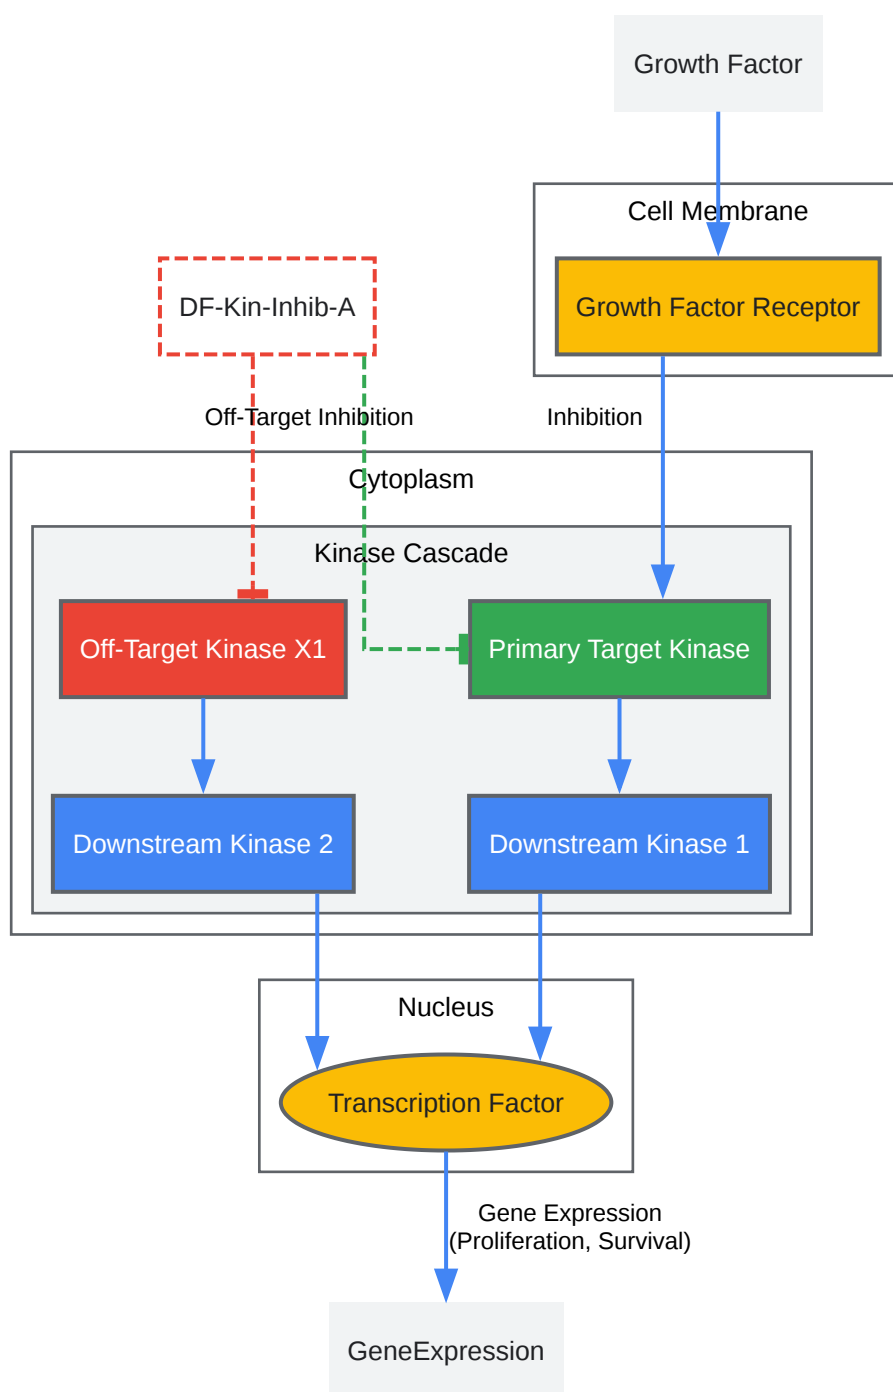 Growth Factor
Cell Membrane
DF-Kin-Inhib-A
Growth Factor Receptor
Off-Target Inhibition
Inhibition
Cytoplasm
Kinase Cascade
Off-Target Kinase X1
Primary Target Kinase
Downstream Kinase 2
Downstream Kinase 1
Nucleus
Transcription Factor
Gene Expression
(Proliferation, Survival)
GeneExpression